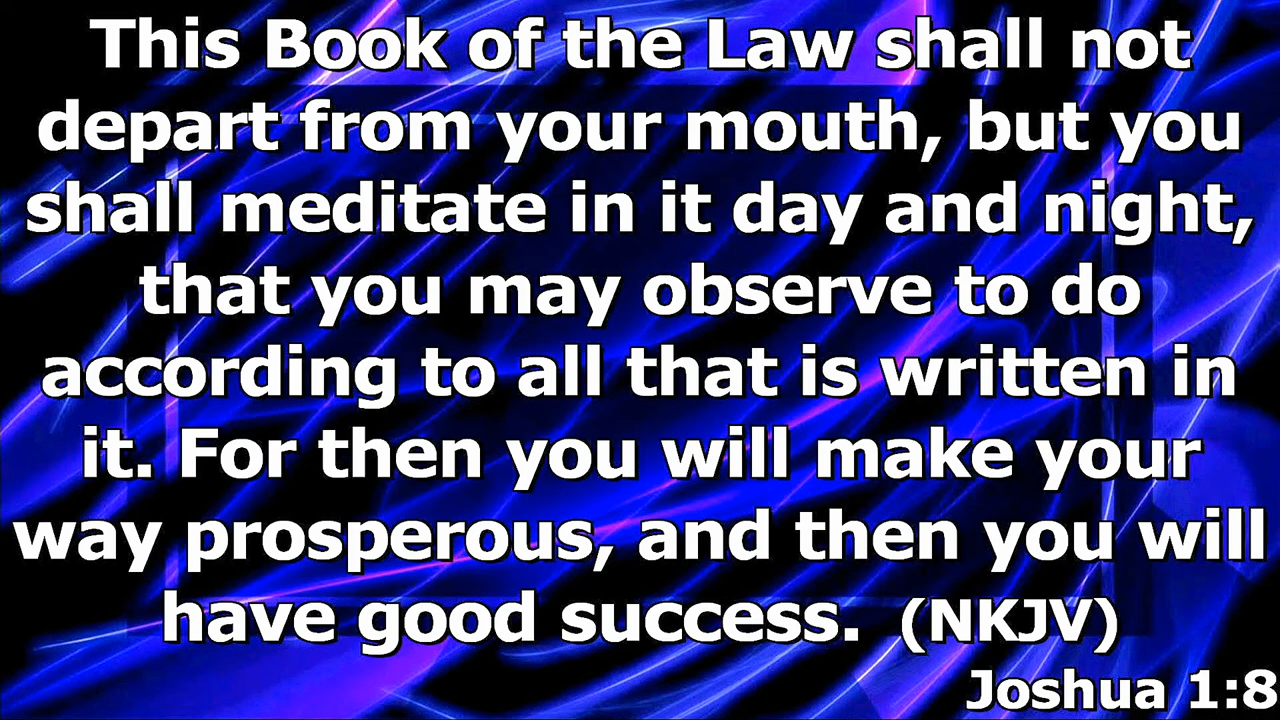 This Book of the Law shall not
depart from your mouth, but you
shall meditate in it day and night,
that you may observe to do
according to all that is written in
it. For then you will make your
way prosperous, and then you will
have good success.  (NKJV)
Joshua 1:8